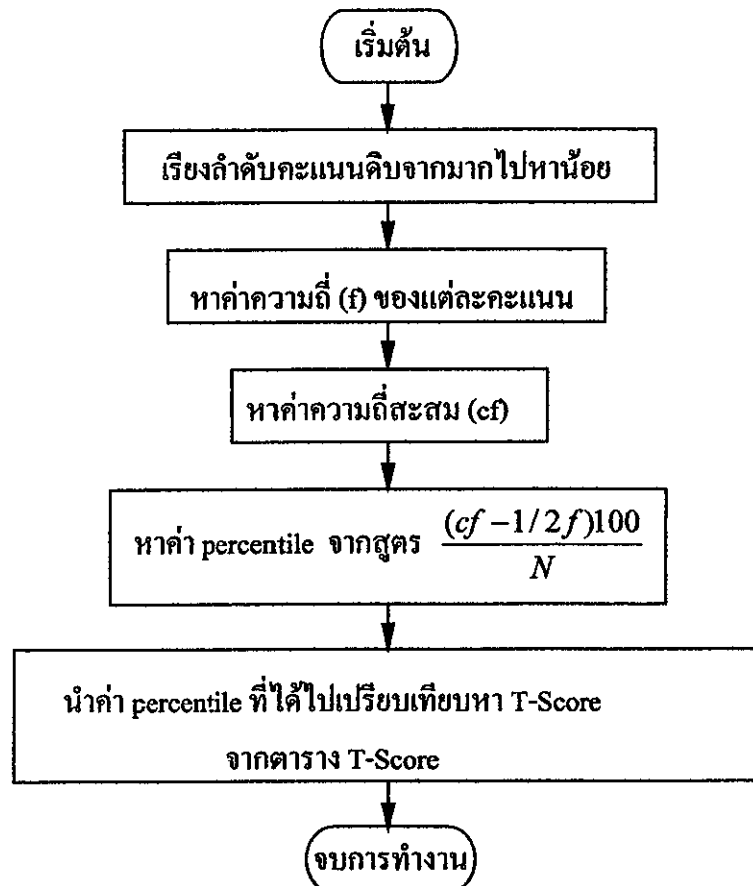 เริ่มต้น
เรียงลำดับคะแนนดิบจากมากไปหาน้อย
หาค่าความถี่ (f) ของแต่ละคะแนน
หาค่าความถี่สะสม (cf)
หาค่า percentile จากสูตร (cf −1/2 f)100 / N
นำค่า percentile ที่ได้ไปเปรียบเทียบหา T-Score
จากตาราง T-Score
จบการทำงาน